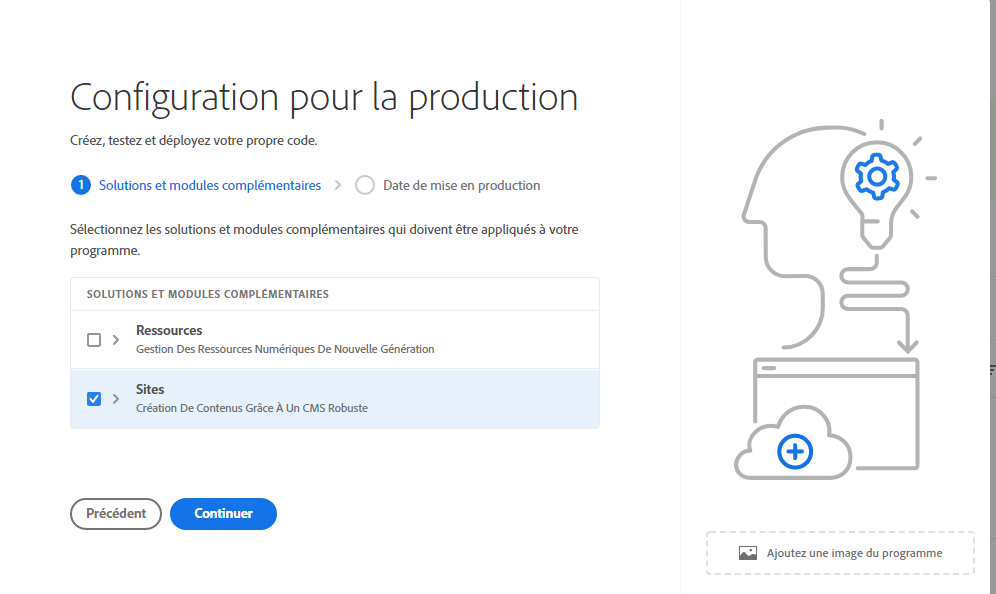 Configuration pour la production
Créez, testez et déployez votre propre code.
1 Solutions et modules complémentaires > Date de mise en production
Sélectionnez les solutions et modules complémentaires qui doivent être appliqués à votre
programme.
SOLUTIONS ET MODULES COMPLÉMENTAIRES
Ressources
Gestion Des Ressources Numériques De Nouvelle Génération
Sites
Création De Contenus Grâce À Un CMS Robuste
Précédent Continuer
Ajoutez une image du programme